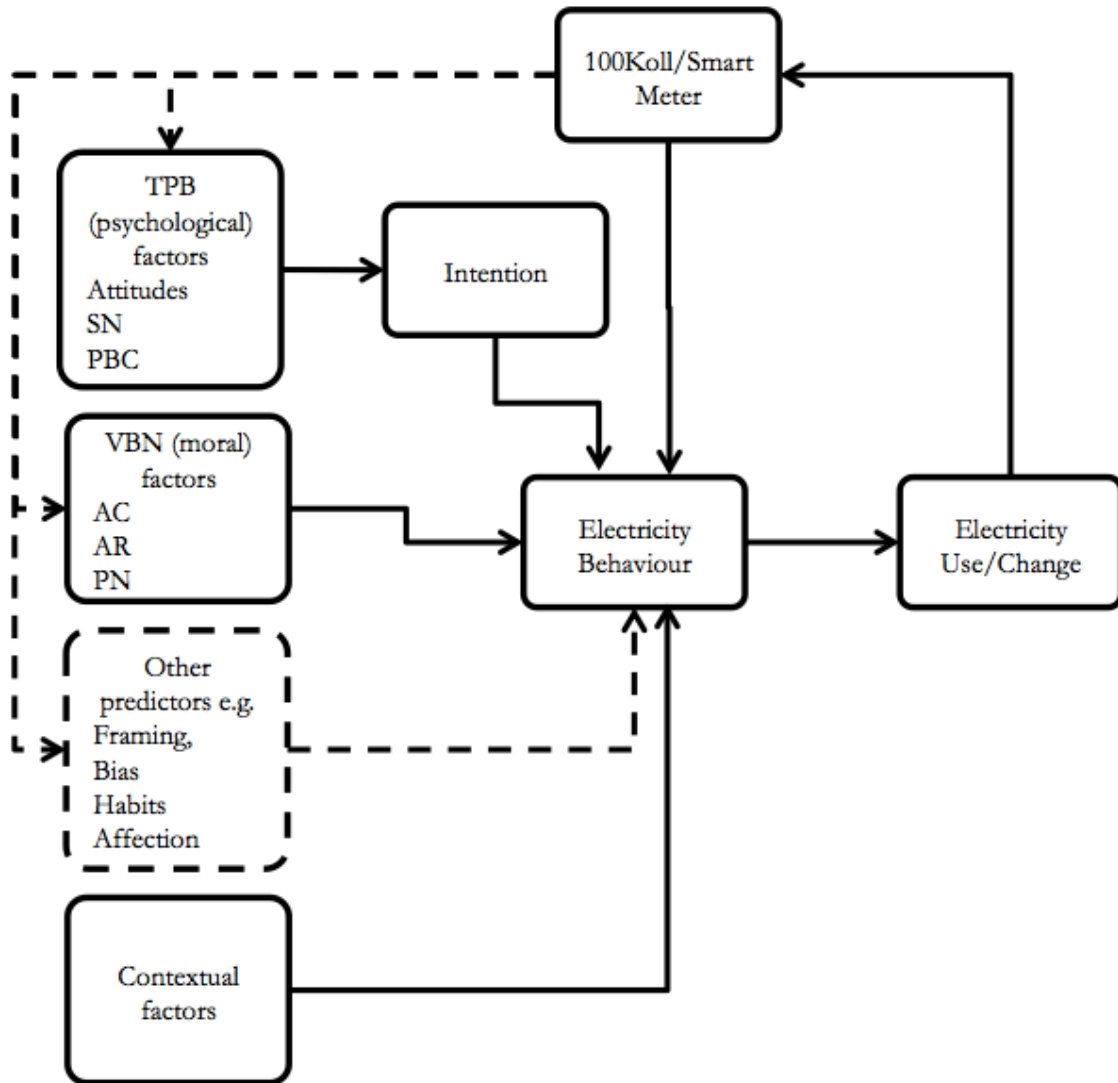 100Koll/Smart
Meter
TPB
(psychological)
factors
Attitudes
SN
PBC
Intention
VBN (moral)
factors
AC
AR
PN
Electricity
Behaviour
Electricity
Use/Change
Other
predictors e.g.
Framing,
Bias
Habits
Affection
Contextual
factors